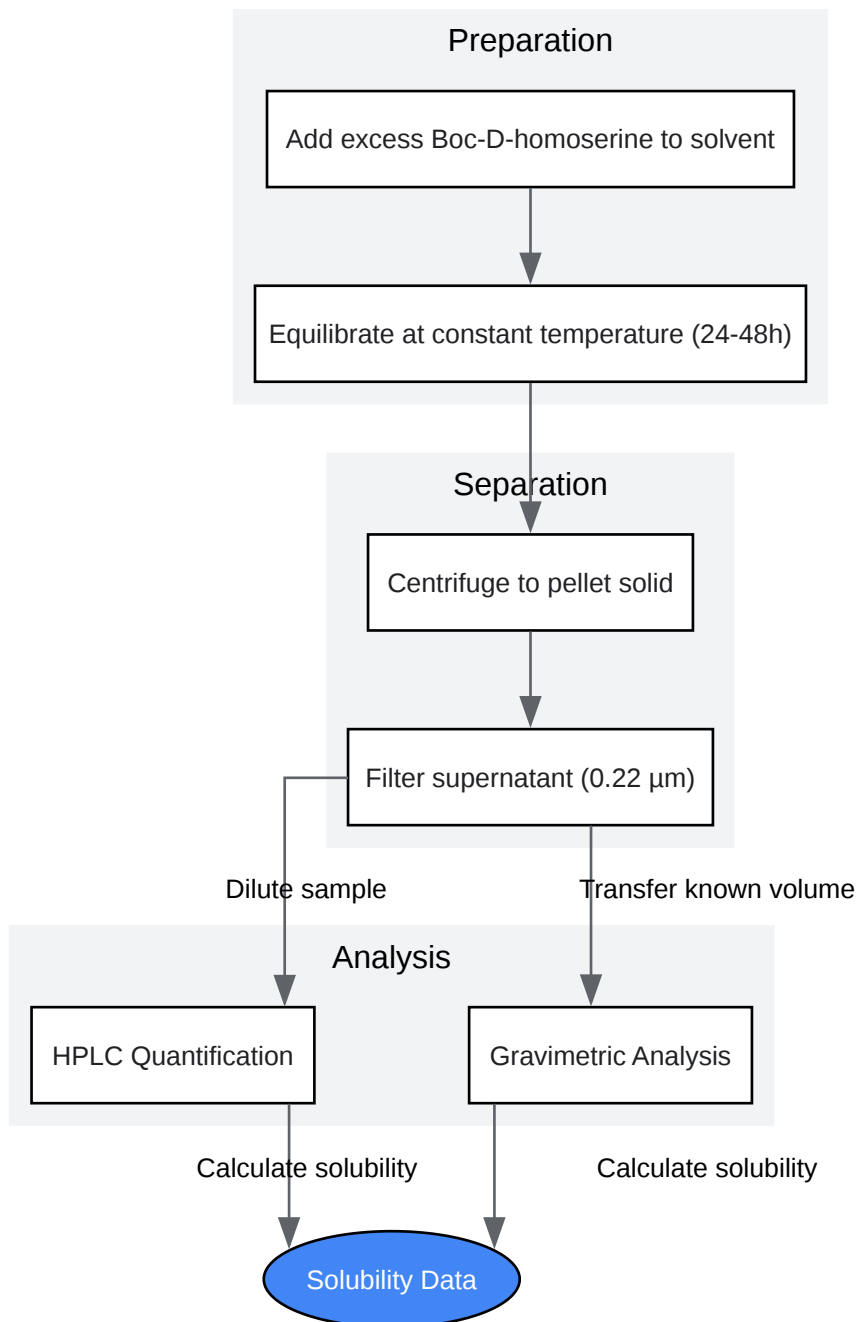 Preparation
Add excess Boc-D-homoserine to solvent
Equilibrate at constant temperature (24-48h)
Separation
Centrifuge to pellet solid
Filter supernatant (0.22 µm)
Dilute sample
Transfer known volume
Analysis
HPLC Quantification
Gravimetric Analysis
Calculate solubility
Calculate solubility
Solubility Data